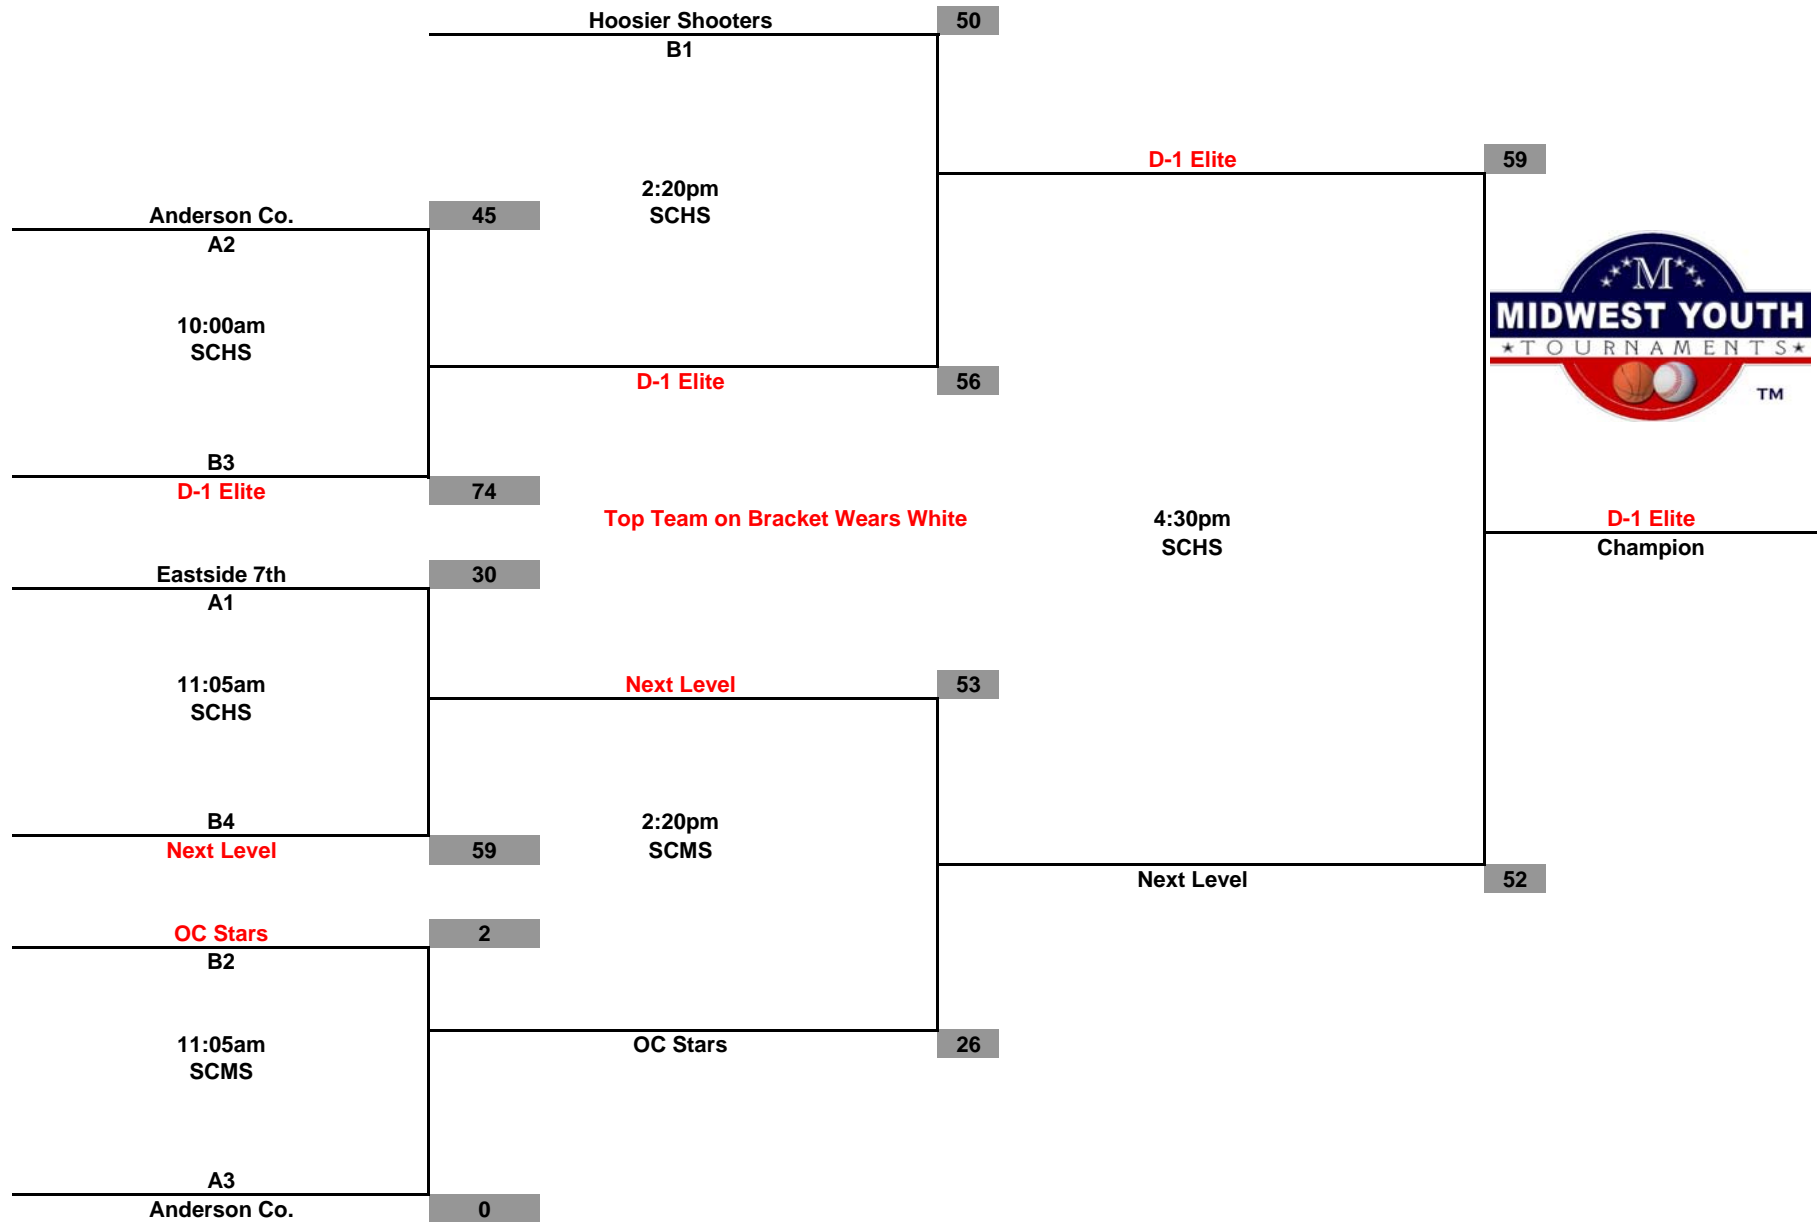 Hoosier Shooters 50
B1
D-1 Elite 59
2:20pm
SCHS
Anderson Co. 45
A2
M
MIDWEST YOUTH
TOURNAMENTS
TM
10:00am
SCHS
D-1 Elite 56
B3
D-1 Elite 74
Top Team on Bracket Wears White
4:30pm
SCHS
D-1 Elite
Champion
Eastside 7th 30
A1
11:05am
SCHS
Next Level 53
B4
Next Level 59
2:20pm
SCMS
Next Level 52
OC Stars 2
B2
11:05am
SCMS
OC Stars 26
A3
Anderson Co. 0